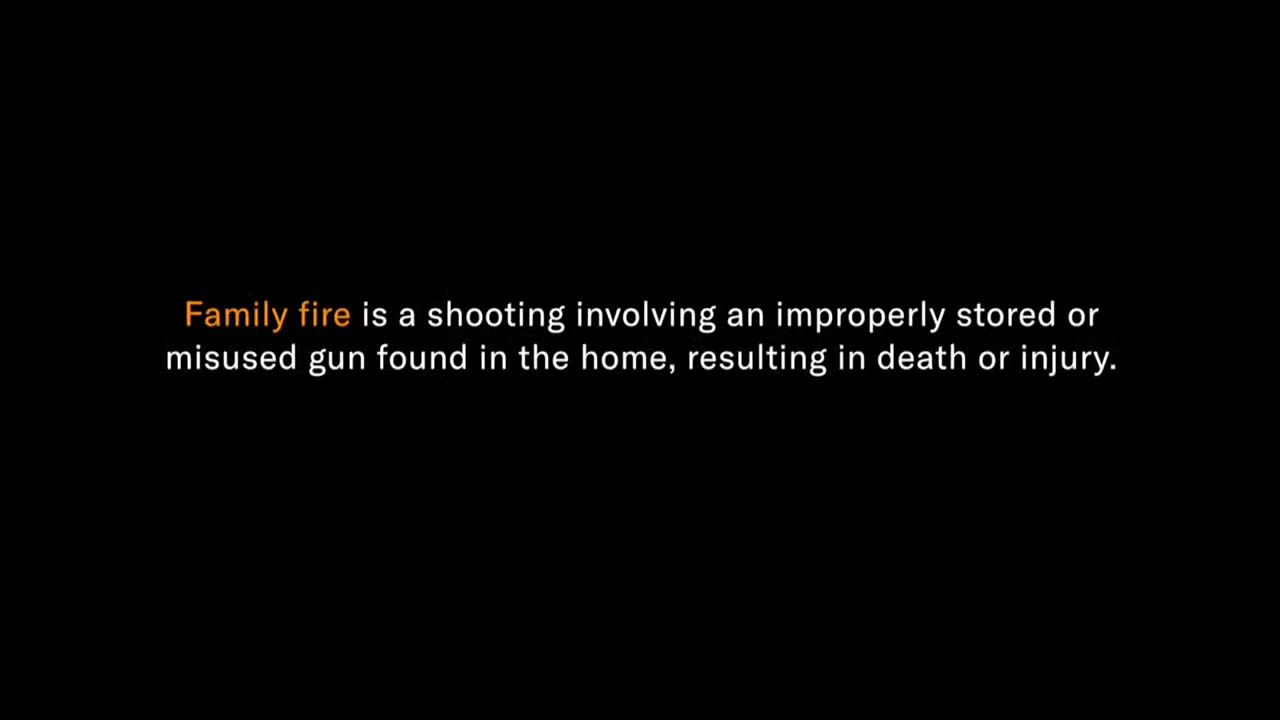 Family fire is a shooting involving an improperly stored or
misused gun found in the home, resulting in death or injury.